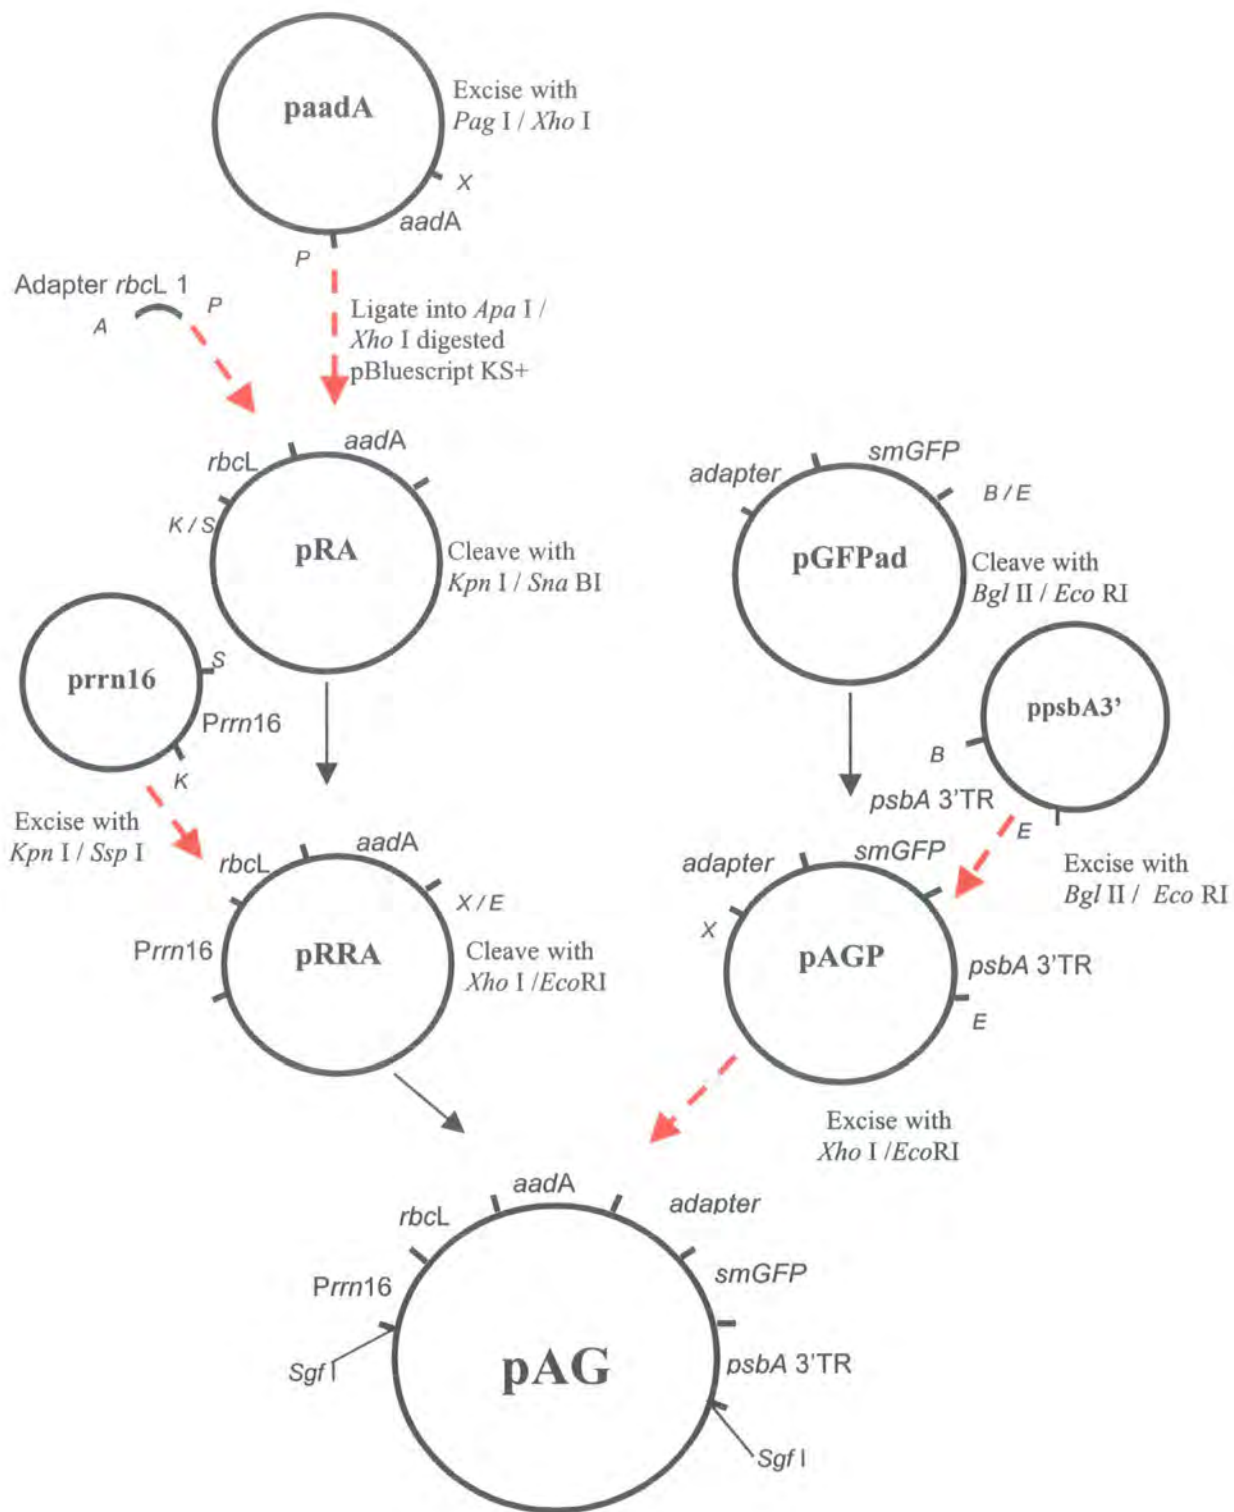 paadA
Excise with
Pag I / Xho I
X
aadA
P
Adapter rbcL 1
A
P
Ligate into Apa I /
Xho I digested
pBluescript KS+
rbcL
aadA
K / S
pRA
Cleave with
Kpn I / Sna BI
adapter
smGFP
B / E
pGFPad
Cleave with
Bgl II / Eco RI
prrn16
S
Prrn16
K
Excise with
Kpn I / Ssp I
ppsbA3'
B
psbA 3'TR
E
Excise with
Bgl II / Eco RI
rbcL
aadA
X / E
Prrn16
pRRA
Cleave with
Xho I /EcoRI
adapter
smGFP
X
pAGP
psbA 3'TR
E
Excise with
Xho I /EcoRI
aadA
adapter
rbcL
smGFP
Prrn16
Sgf I
pAG
psbA 3'TR
Sgf I